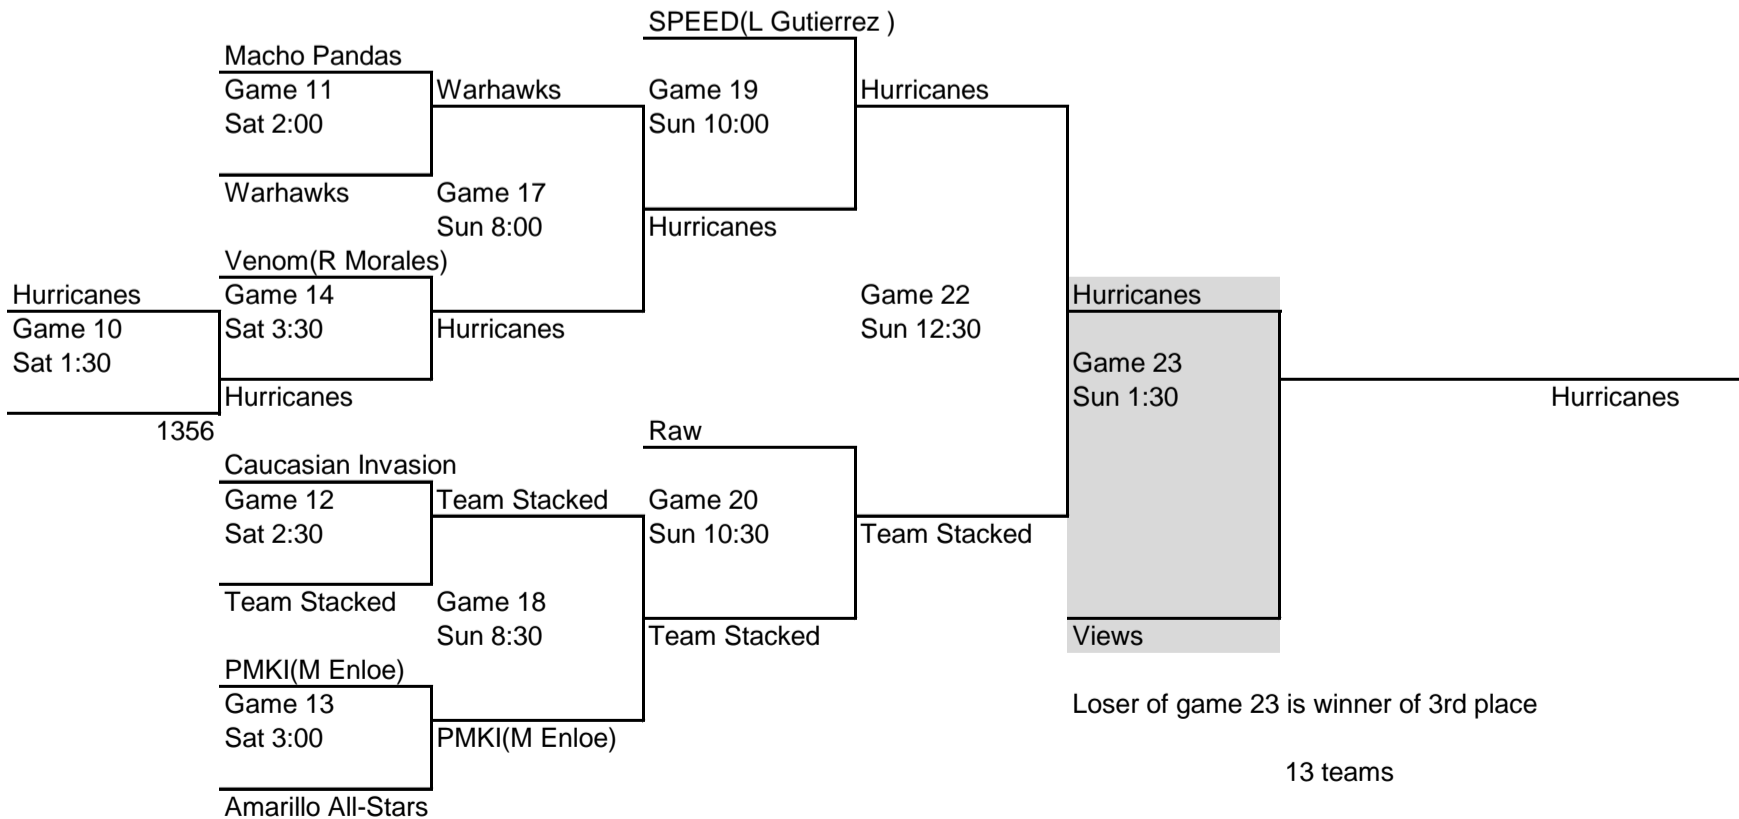 SPEED(L Gutierrez )
Macho Pandas
Game 11
Sat 2:00
Warhawks
Game 19
Sun 10:00
Hurricanes
Warhawks
Game 17
Sun 8:00
Hurricanes
Venom(R Morales)
Hurricanes
Game 14
Game 22
Hurricanes
Game 10
Sat 3:30
Hurricanes
Sun 12:30
Sat 1:30
Game 23
Hurricanes
Sun 1:30
Hurricanes
1356
Raw
Caucasian Invasion
Game 12
Team Stacked
Game 20
Sat 2:30
Sun 10:30
Team Stacked
Team Stacked
Game 18
Sun 8:30
Team Stacked
Views
PMKI(M Enloe)
Game 13
Loser of game 23 is winner of 3rd place
Sat 3:00
PMKI(M Enloe)
13 teams
Amarillo All-Stars